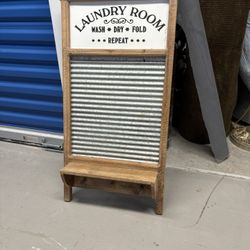 LAUNDRY ROOM
WASH • DRY • FOLD
• • • REPEAT • • •